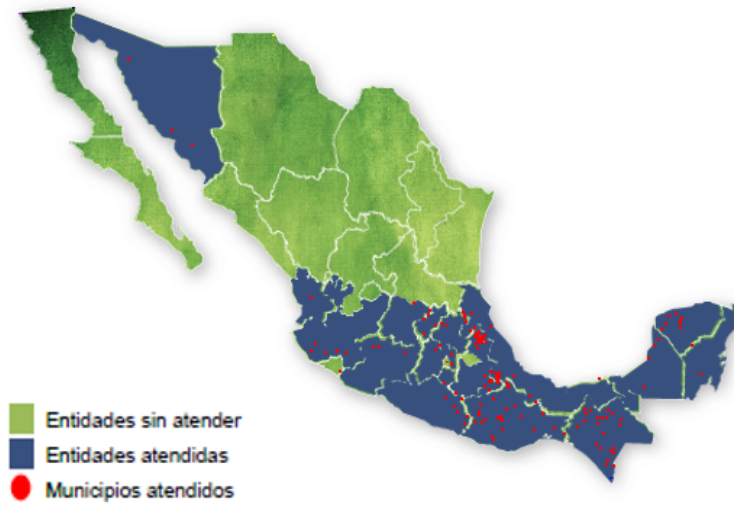 Entidades sin atender
Entidades atendidas
Municipios atendidos